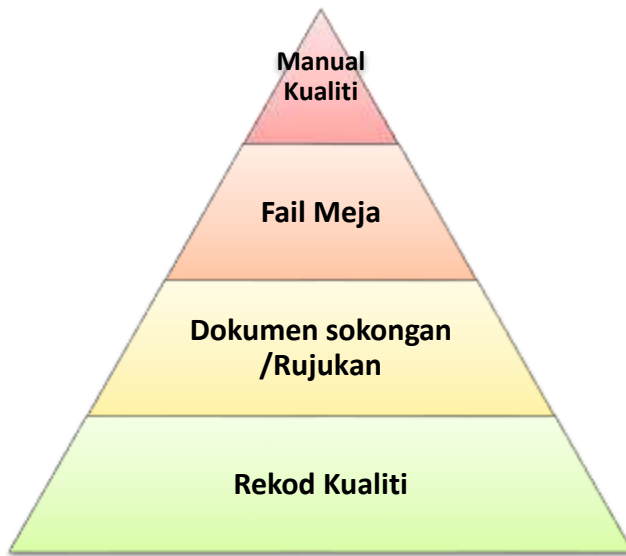 Manual
Kualiti
Fail Meja
Dokumen sokongan
/Rujukan
Rekod Kualiti